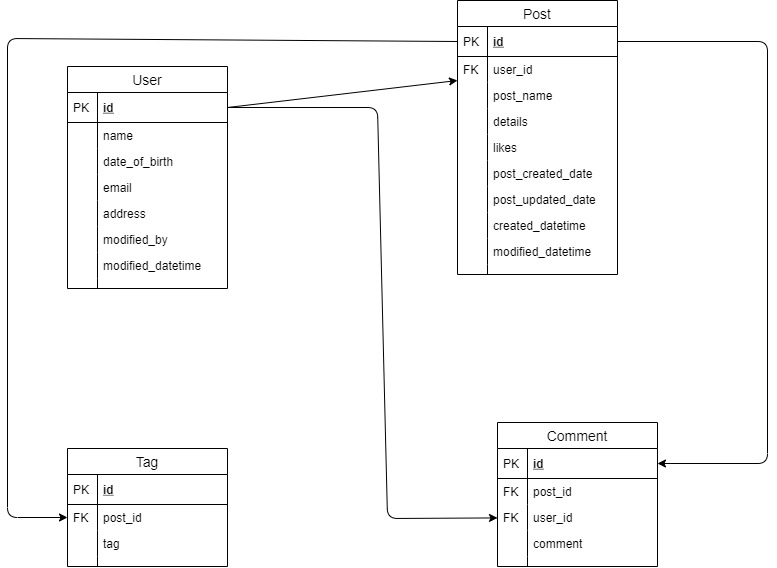 Post
PK id
FK user_id
post_name
details
likes
post_created_date
post_updated_date
created_datetime
modified_datetime
User
PK id
name
date_of_birth
email
address
modified_by
modified_datetime
Tag
PK id
FK post_id
tag
Comment
PK id
FK post_id
FK user_id
comment